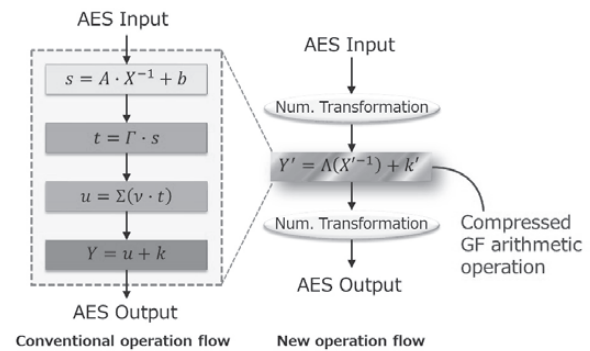 AES Input
s = A · X⁻¹ + b
t = Γ · s
u = Σ(ν · t)
Y = u + k
AES Output
Conventional operation flow
AES Input
Num. Transformation
Y′ = Λ(X′⁻¹) + k′
Num. Transformation
AES Output
New operation flow
Compressed
GF arithmetic
operation